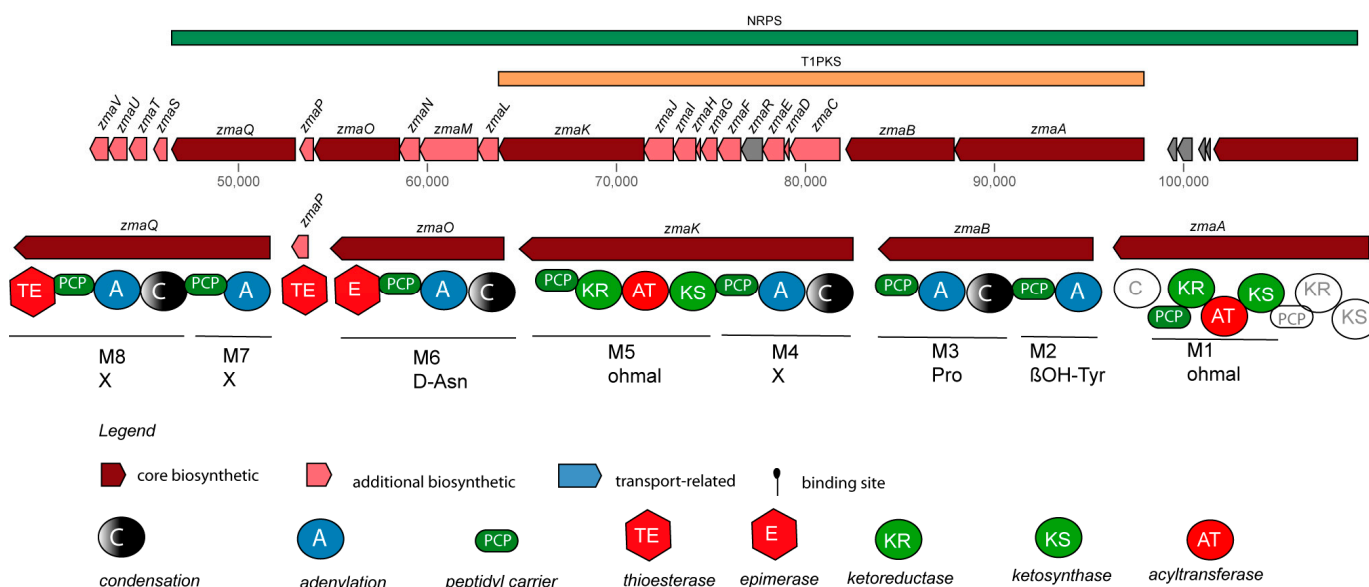 NRPS
T1PKS
zmaV zmaU zmaT zmaS zmaQ zmaP zmaO zmaN zmaM zmaL zmaK zmaJ zmaI zmaH zmaG zmaF zmaR zmaE zmaD zmaC zmaB zmaA
50,000 60,000 70,000 80,000 90,000 100,000
zmaQ zmaP zmaO zmaK zmaB zmaA
TE PCP A C PCP A TE E PCP A C PCP KR AT KS PCP A C PCP A C PCP A C KR KS KR
PCP AT PCP KS
M8 M7 M6 M5 M4 M3 M2 M1
X X D-Asn ohmal X Pro ßOH-Tyr ohmal
Legend
core biosynthetic additional biosynthetic transport-related binding site
C A PCP TE E KR KS AT
condensation adenylation peptidyl carrier thioesterase epimerase ketoreductase ketosynthase acyltransferase